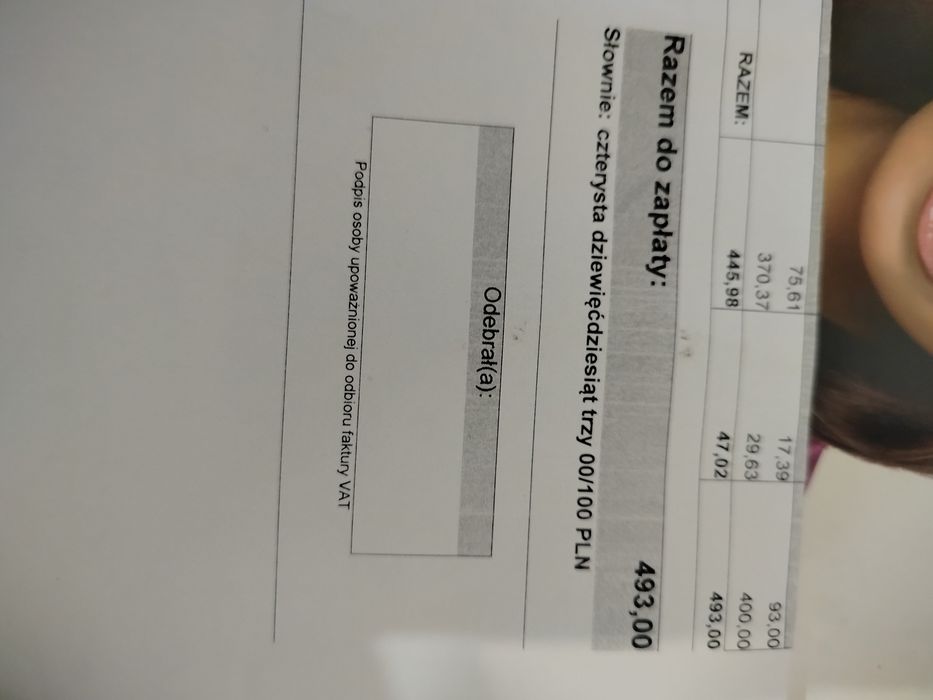 75,61 17,39 93,00
370,37 29,63 400,00
RAZEM: 445,98 47,02 493,00
Razem do zapłaty: 493,00
Słownie: czterysta dziewięćdziesiąt trzy 00/100 PLN
Odebrał(a):
Podpis osoby upoważnionej do odbioru faktury VAT